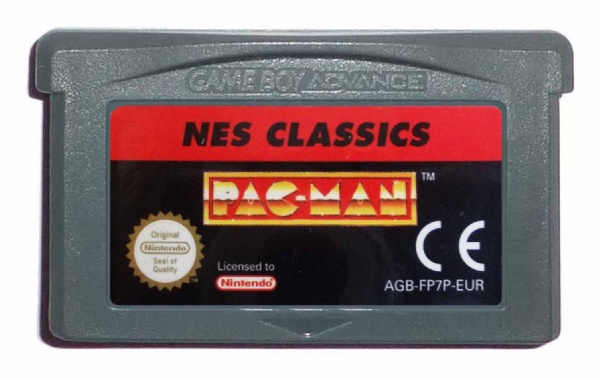 GAME BOY ADVANCE
NES CLASSICS
PAC-MAN TM
Original
Nintendo
Seal of
Quality
TM
Licensed to
Nintendo
CE
AGB-FP7P-EUR